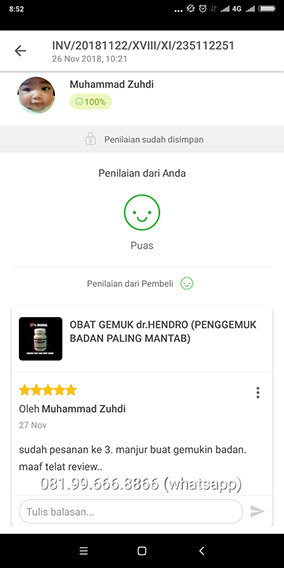 8:52
4G
INV/20181122/XVIII/XI/235112251
26 Nov 2018, 10:21
Muhammad Zuhdi
100%
Penilaian sudah disimpan
Penilaian dari Anda
Puas
Penilaian dari Pembeli
OBAT GEMUK dr.HENDRO (PENGGEMUK
BADAN PALING MANTAB)
Oleh Muhammad Zuhdi
27 Nov
sudah pesanan ke 3. manjur buat gemukin badan.
maaf telat review..
081.99.666.8866 (whatsapp)
Tulis balasan...